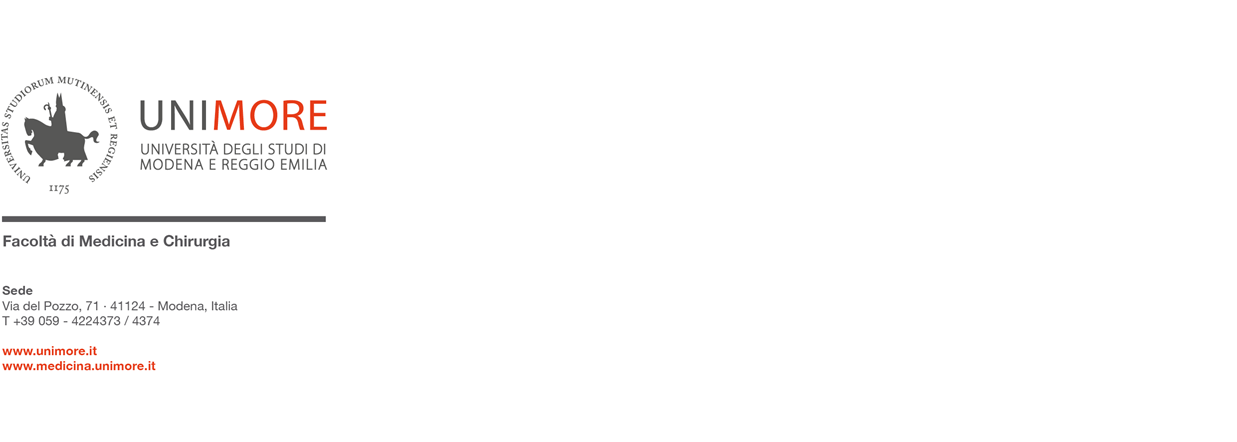 UNIVERSITAS STUDIORUM MUTINENSIS ET REGIENSIS
1175
UNIMORE
UNIVERSITÀ DEGLI STUDI DI
MODENA E REGGIO EMILIA
Facoltà di Medicina e Chirurgia
Sede
Via del Pozzo, 71 · 41124 - Modena, Italia
T +39 059 - 4224373 / 4374
www.unimore.it
www.medicina.unimore.it